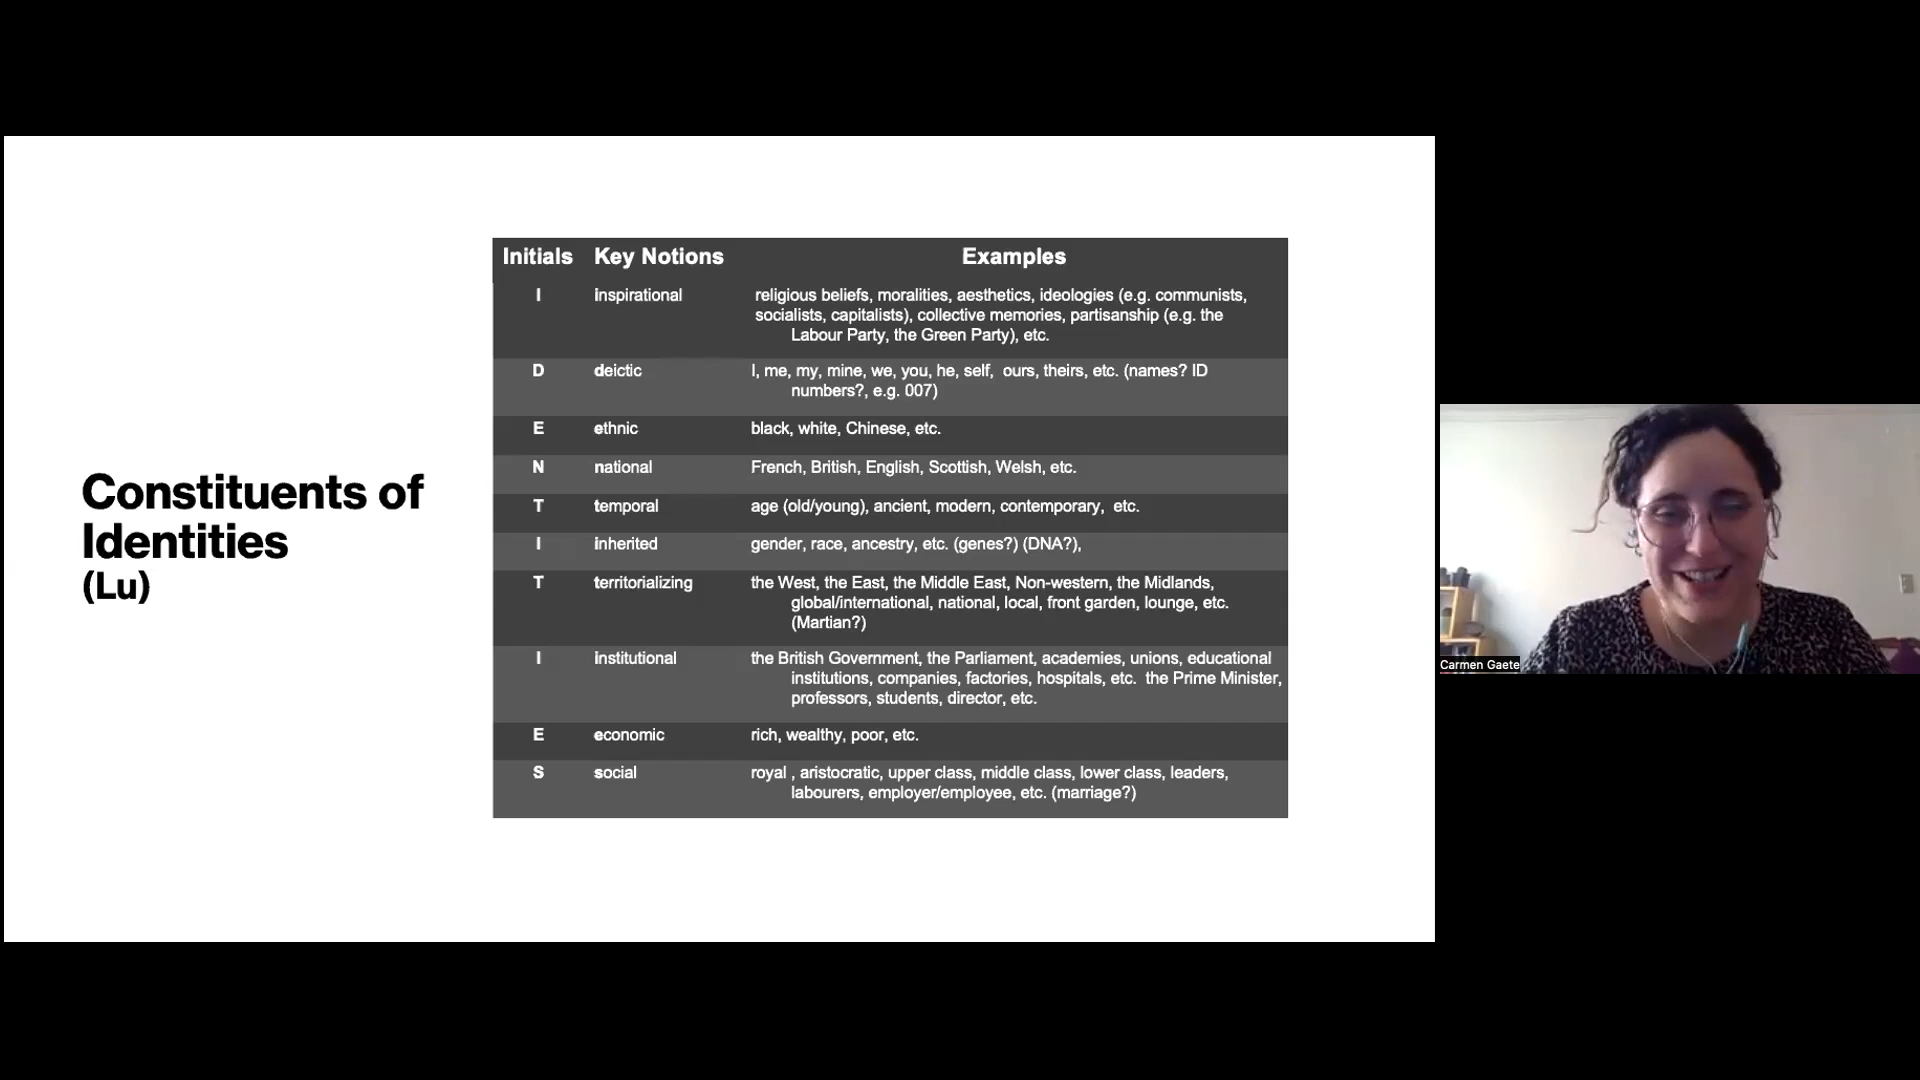 Constituents of
Identities
(Lu)
Initials Key Notions Examples
I inspirational religious beliefs, moralities, aesthetics, ideologies (e.g. communists,
socialists, capitalists), collective memories, partisanship (e.g. the
Labour Party, the Green Party), etc.
D deictic I, me, my, mine, we, you, he, self, ours, theirs, etc. (names? ID
numbers?, e.g. 007)
E ethnic black, white, Chinese, etc.
N national French, British, English, Scottish, Welsh, etc.
T temporal age (old/young), ancient, modern, contemporary, etc.
I inherited gender, race, ancestry, etc. (genes?) (DNA?),
T territorializing the West, the East, the Middle East, Non-western, the Midlands,
global/international, national, local, front garden, lounge, etc.
(Martian?)
I institutional the British Government, the Parliament, academies, unions, educational
institutions, companies, factories, hospitals, etc. the Prime Minister,
professors, students, director, etc.
E economic rich, wealthy, poor, etc.
S social royal , aristocratic, upper class, middle class, lower class, leaders,
labourers, employer/employee, etc. (marriage?)
Carmen Gaete